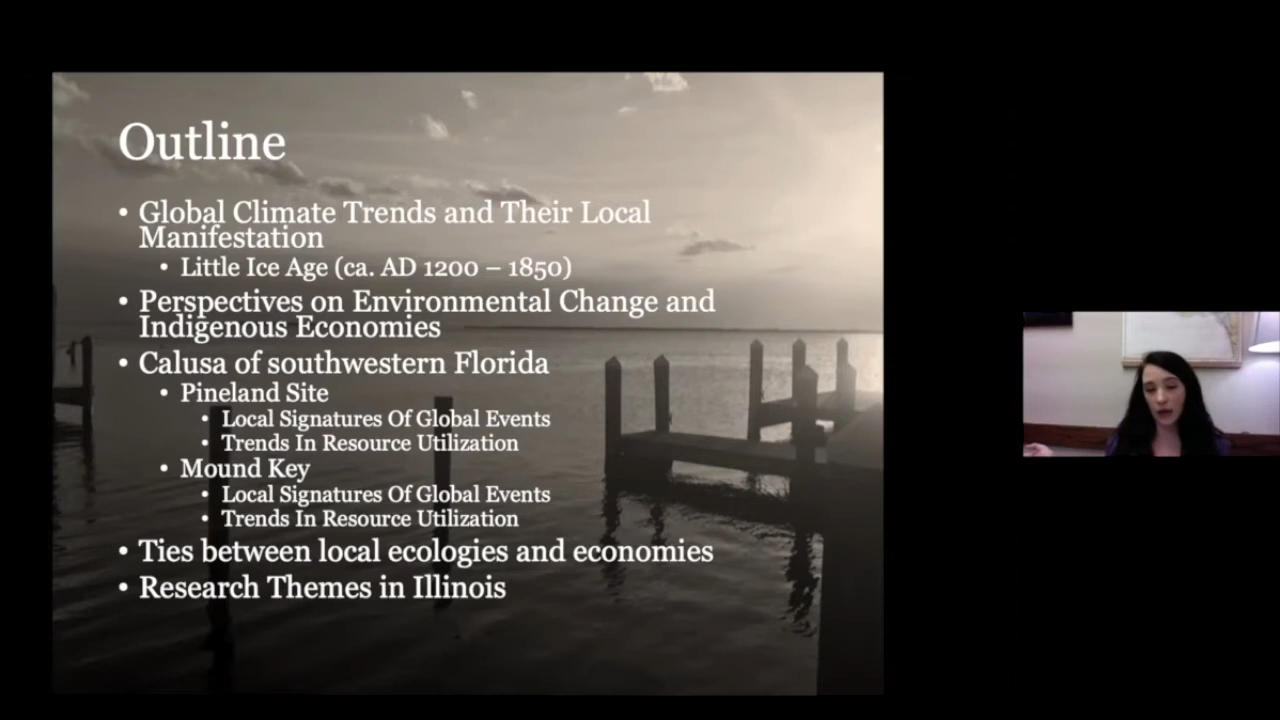 Outline
• Global Climate Trends and Their Local
Manifestation
• Little Ice Age (ca. AD 1200 – 1850)
• Perspectives on Environmental Change and
Indigenous Economies
• Calusa of southwestern Florida
• Pineland Site
• Local Signatures Of Global Events
• Trends In Resource Utilization
• Mound Key
• Local Signatures Of Global Events
• Trends In Resource Utilization
• Ties between local ecologies and economies
• Research Themes in Illinois